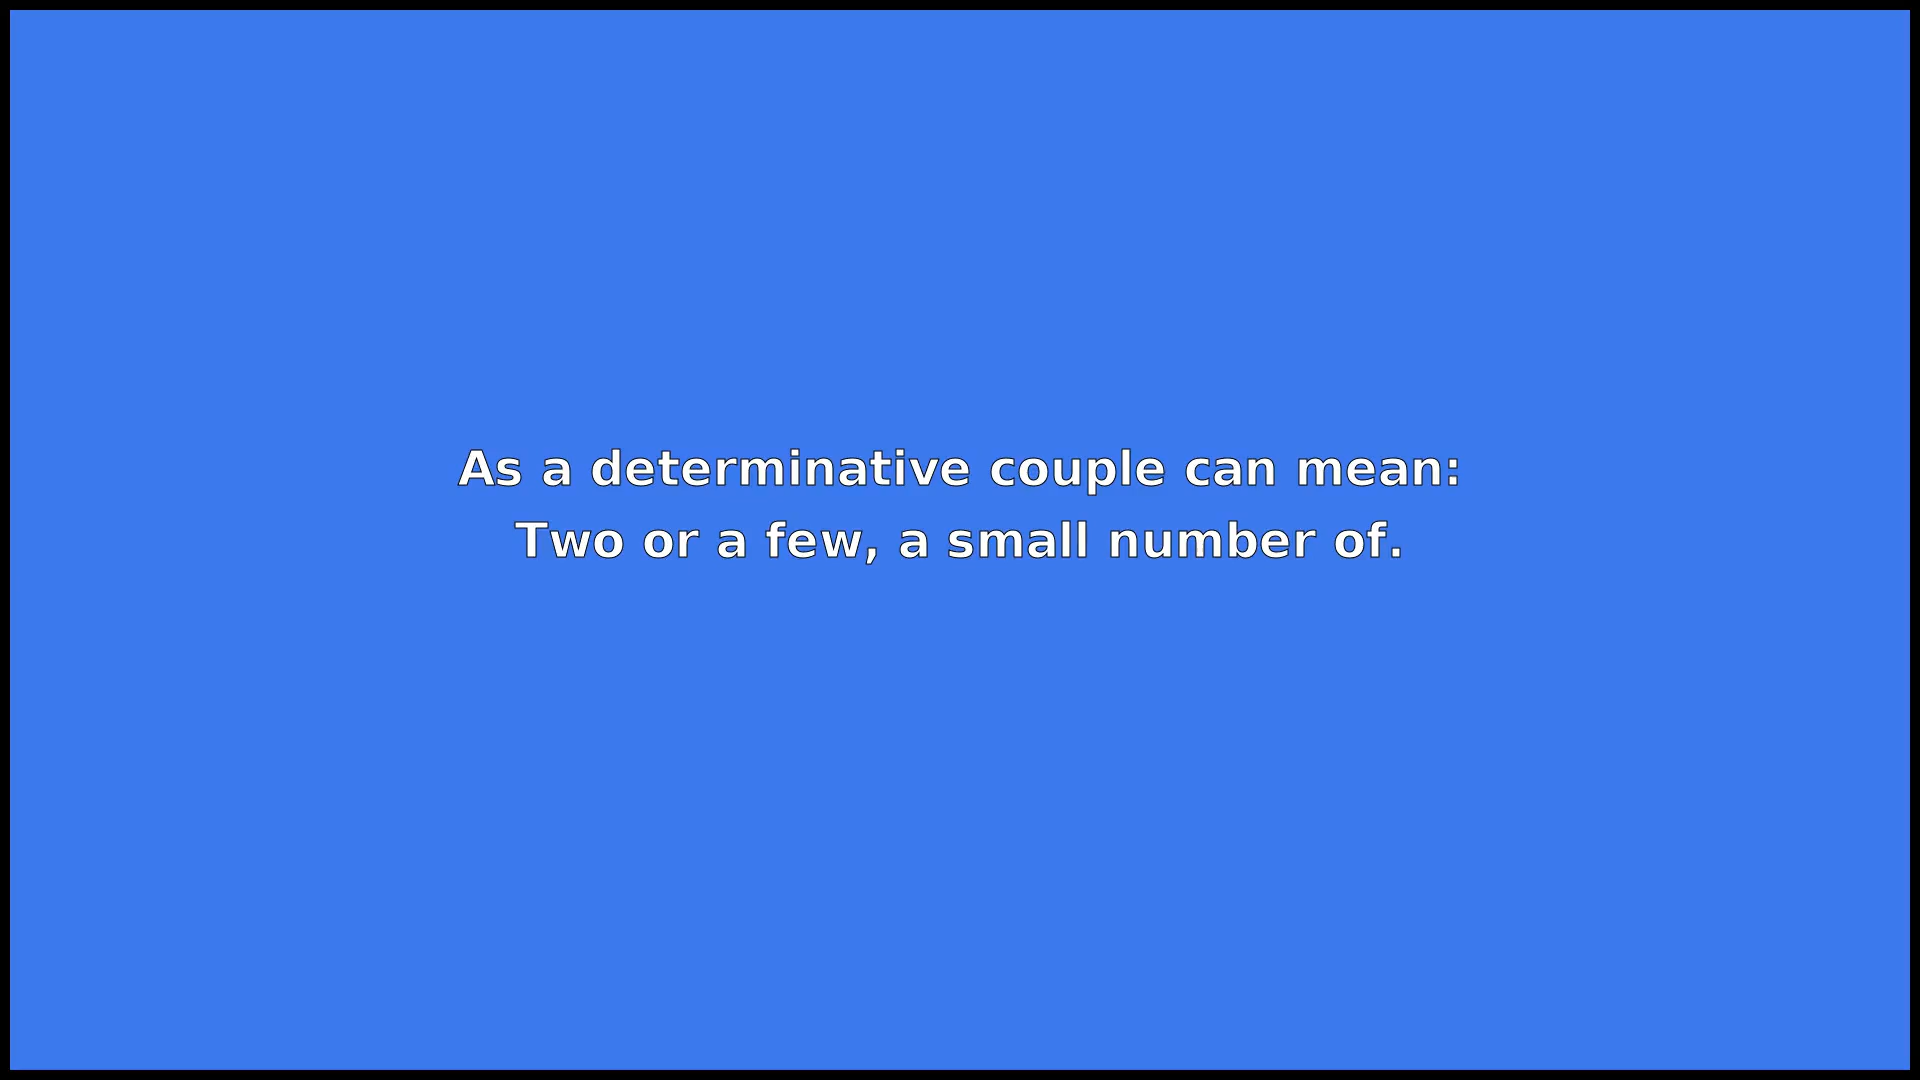 As a determinative couple can mean:
Two or a few, a small number of.